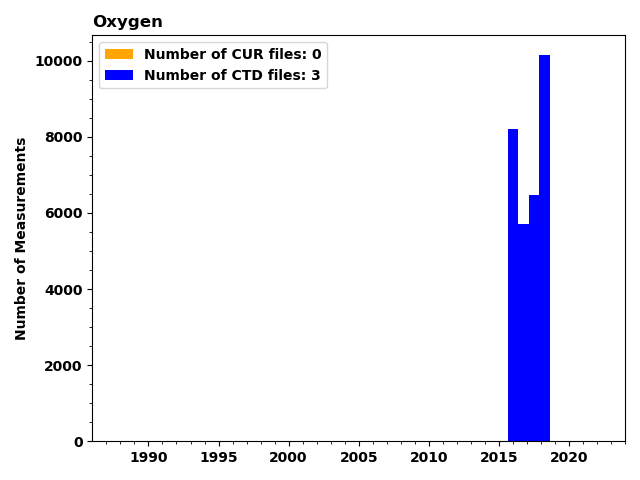 Oxygen
Number of CUR files: 0
Number of CTD files: 3
Number of Measurements
10000
8000
6000
4000
2000
0
1990 1995 2000 2005 2010 2015 2020